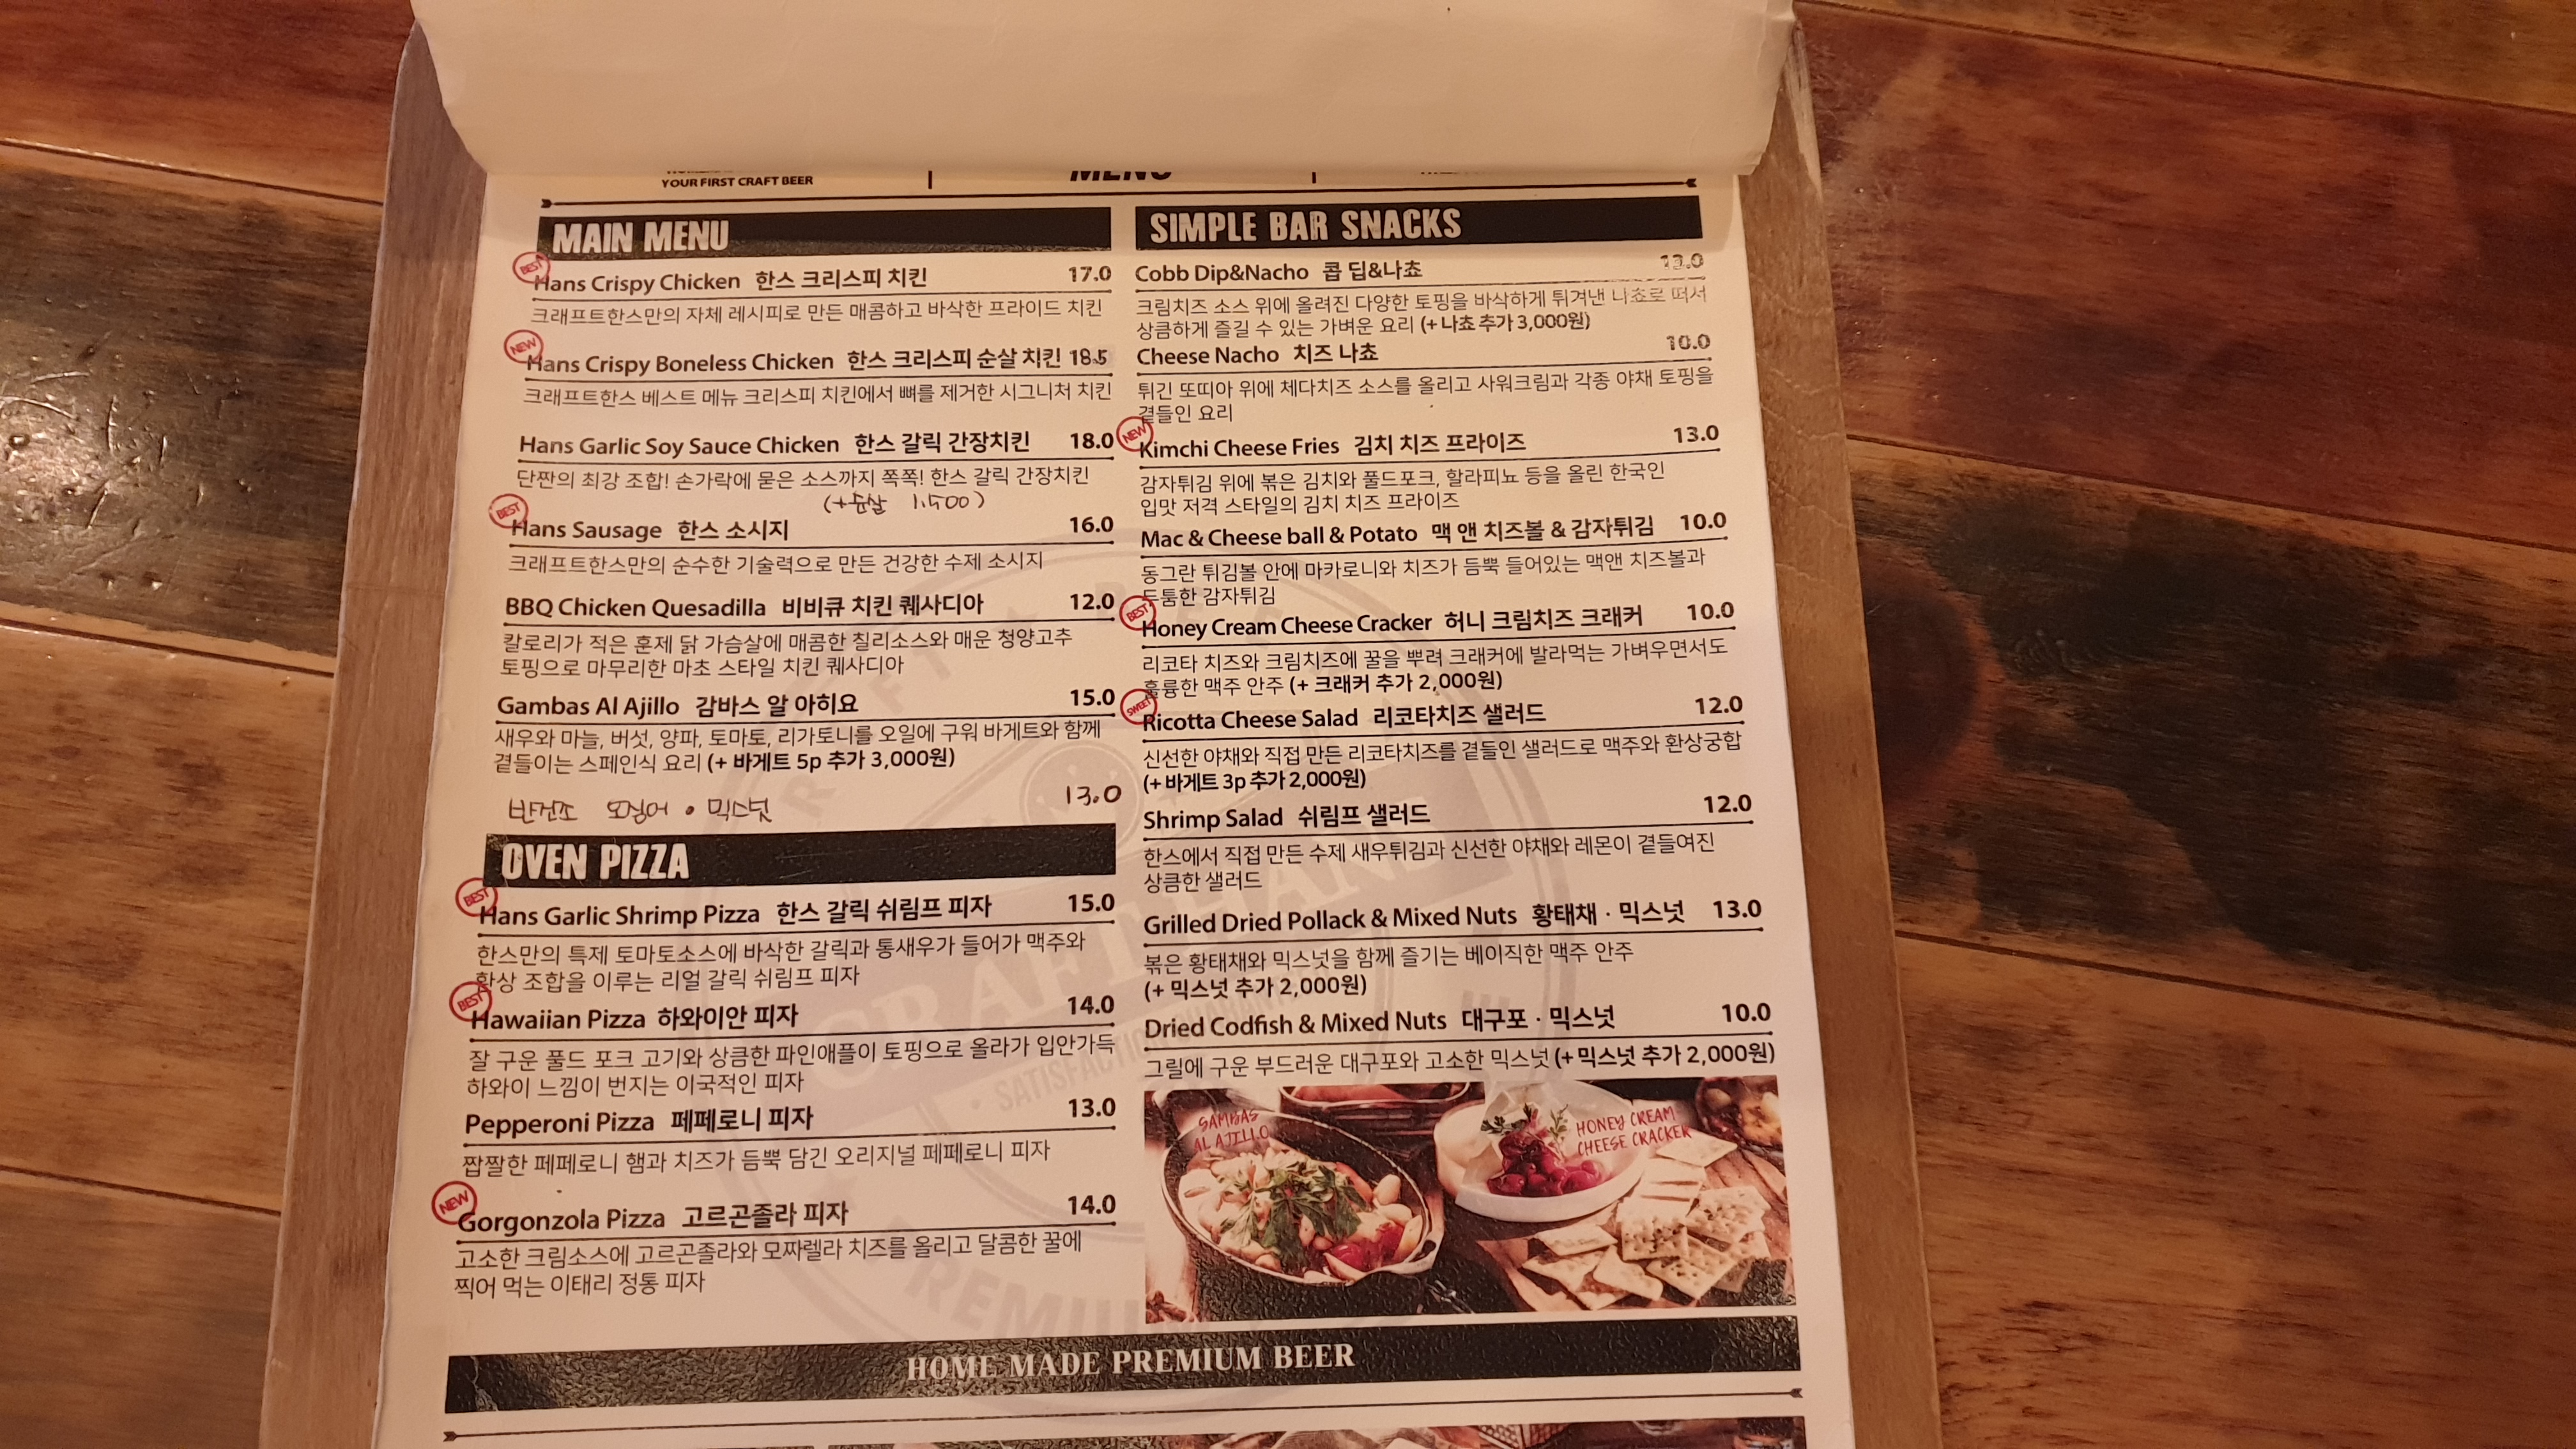 YOUR FIRST CRAFT BEER
MENU
MAIN MENU
BEST
Hans Crispy Chicken 한스 크리스피 치킨 17.0
크래프트한스만의 자체 레시피로 만든 매콤하고 바삭한 프라이드 치킨
NEW
Hans Crispy Boneless Chicken 한스 크리스피 순살 치킨 18.5
크래프트한스 베스트 메뉴 크리스피 치킨에서 뼈를 제거한 시그니처 치킨
Hans Garlic Soy Sauce Chicken 한스 갈릭 간장치킨 18.0
단짠의 최강 조합! 손가락에 묻은 소스까지 쪽쪽! 한스 갈릭 간장치킨
(+순살 1,500)
BEST
Hans Sausage 한스 소시지 16.0
크래프트한스만의 순수한 기술력으로 만든 건강한 수제 소시지
BBQ Chicken Quesadilla 비비큐 치킨 퀘사디아 12.0
칼로리가 적은 훈제 닭 가슴살에 매콤한 칠리소스와 매운 청양고추
토핑으로 마무리한 마초 스타일 치킨 퀘사디아
Gambas Al Ajillo 감바스 알 아히요 15.0
새우와 마늘, 버섯, 양파, 토마토, 리가토니를 오일에 구워 바게트와 함께
곁들이는 스페인식 요리 (+ 바게트 5p 추가 3,000원)
반건조 오징어 • 믹스넛 13.0
OVEN PIZZA
BEST
Hans Garlic Shrimp Pizza 한스 갈릭 쉬림프 피자 15.0
한스만의 특제 토마토소스에 바삭한 갈릭과 통새우가 들어가 맥주와
환상 조합을 이루는 리얼 갈릭 쉬림프 피자
BEST
Hawaiian Pizza 하와이안 피자 14.0
잘 구운 풀드 포크 고기와 상큼한 파인애플이 토핑으로 올라가 입안가득
하와이 느낌이 번지는 이국적인 피자
Pepperoni Pizza 페페로니 피자 13.0
짭짤한 페페로니 햄과 치즈가 듬뿍 담긴 오리지널 페페로니 피자
NEW
Gorgonzola Pizza 고르곤졸라 피자 14.0
고소한 크림소스에 고르곤졸라와 모짜렐라 치즈를 올리고 달콤한 꿀에
찍어 먹는 이태리 정통 피자
SIMPLE BAR SNACKS
Cobb Dip&Nacho 콥 딥&나쵸 13.0
크림치즈 소스 위에 올려진 다양한 토핑을 바삭하게 튀겨낸 나쵸로 떠서
상큼하게 즐길 수 있는 가벼운 요리 (+ 나쵸 추가 3,000원)
Cheese Nacho 치즈 나쵸 10.0
튀긴 또띠아 위에 체다치즈 소스를 올리고 사워크림과 각종 야채 토핑을
곁들인 요리
NEW
Kimchi Cheese Fries 김치 치즈 프라이즈 13.0
감자튀김 위에 볶은 김치와 풀드포크, 할라피뇨 등을 올린 한국인
입맛 저격 스타일의 김치 치즈 프라이즈
Mac & Cheese ball & Potato 맥 앤 치즈볼 & 감자튀김 10.0
동그란 튀김볼 안에 마카로니와 치즈가 듬뿍 들어있는 맥앤 치즈볼과
두툼한 감자튀김
BEST
Honey Cream Cheese Cracker 허니 크림치즈 크래커 10.0
리코타 치즈와 크림치즈에 꿀을 뿌려 크래커에 발라먹는 가벼우면서도
훌륭한 맥주 안주 (+ 크래커 추가 2,000원)
SWEET
Ricotta Cheese Salad 리코타치즈 샐러드 12.0
신선한 야채와 직접 만든 리코타치즈를 곁들인 샐러드로 맥주와 환상궁합
(+ 바게트 3p 추가 2,000원)
Shrimp Salad 쉬림프 샐러드 12.0
한스에서 직접 만든 수제 새우튀김과 신선한 야채와 레몬이 곁들여진
상큼한 샐러드
Grilled Dried Pollack & Mixed Nuts 황태채 · 믹스넛 13.0
볶은 황태채와 믹스넛을 함께 즐기는 베이직한 맥주 안주
(+ 믹스넛 추가 2,000원)
Dried Codfish & Mixed Nuts 대구포 · 믹스넛 10.0
그릴에 구운 부드러운 대구포와 고소한 믹스넛 (+ 믹스넛 추가 2,000원)
GAMBAS
AL AJILLO
HONEY CREAM
CHEESE CRACKER
HOME MADE PREMIUM BEER